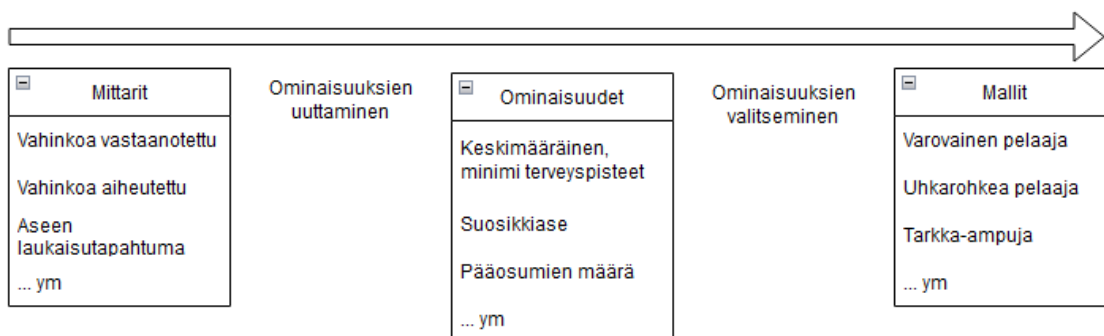 Mittarit
Vahinkoa vastaanotettu
Vahinkoa aiheutettu
Aseen
laukaisutapahtuma
... ym
Ominaisuuksien
uuttaminen
Ominaisuudet
Keskimääräinen,
minimi terveyspisteet
Suosikkiase
Pääosumien määrä
... ym
Ominaisuuksien
valitseminen
Mallit
Varovainen pelaaja
Uhkarohkea pelaaja
Tarkka-ampuja
... ym